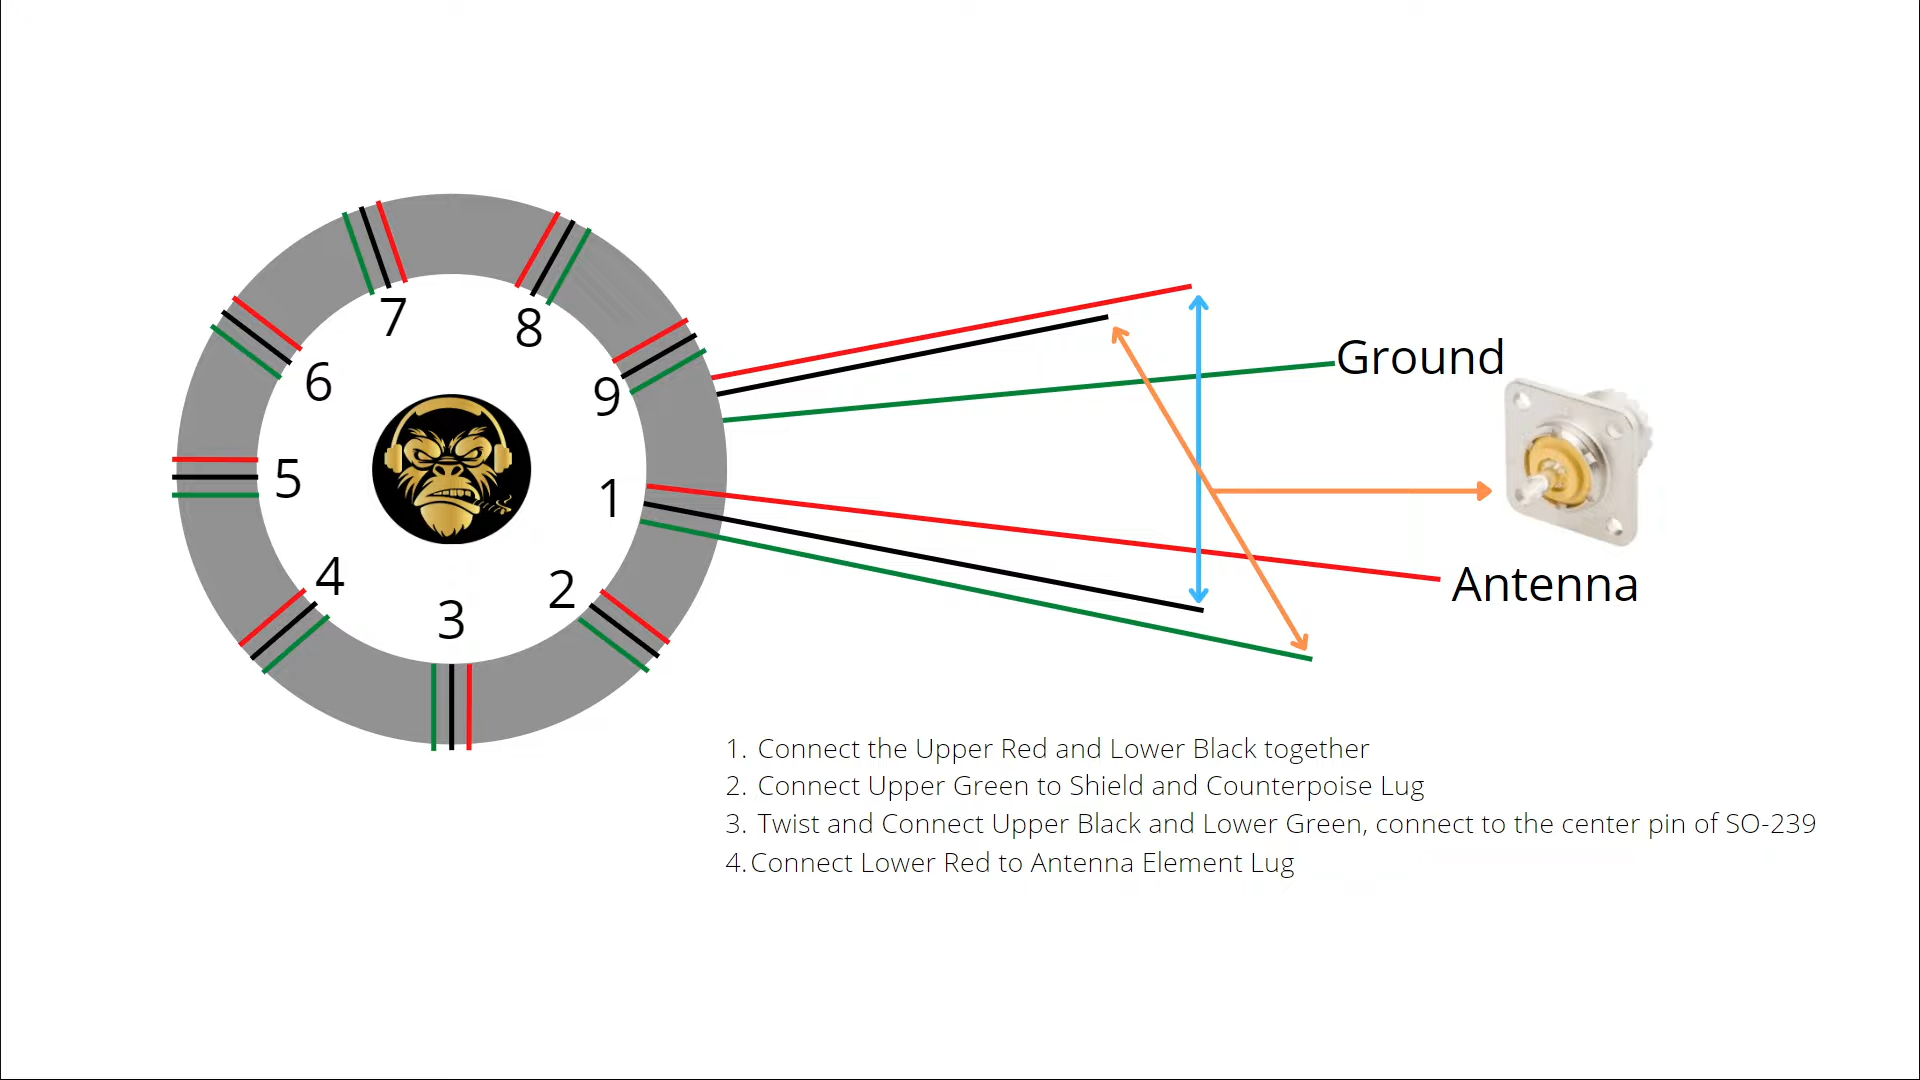 7
8
6
9
5
1
4
2
3
Ground
Antenna
1. Connect the Upper Red and Lower Black together
2. Connect Upper Green to Shield and Counterpoise Lug
3. Twist and Connect Upper Black and Lower Green, connect to the center pin of SO-239
4. Connect Lower Red to Antenna Element Lug